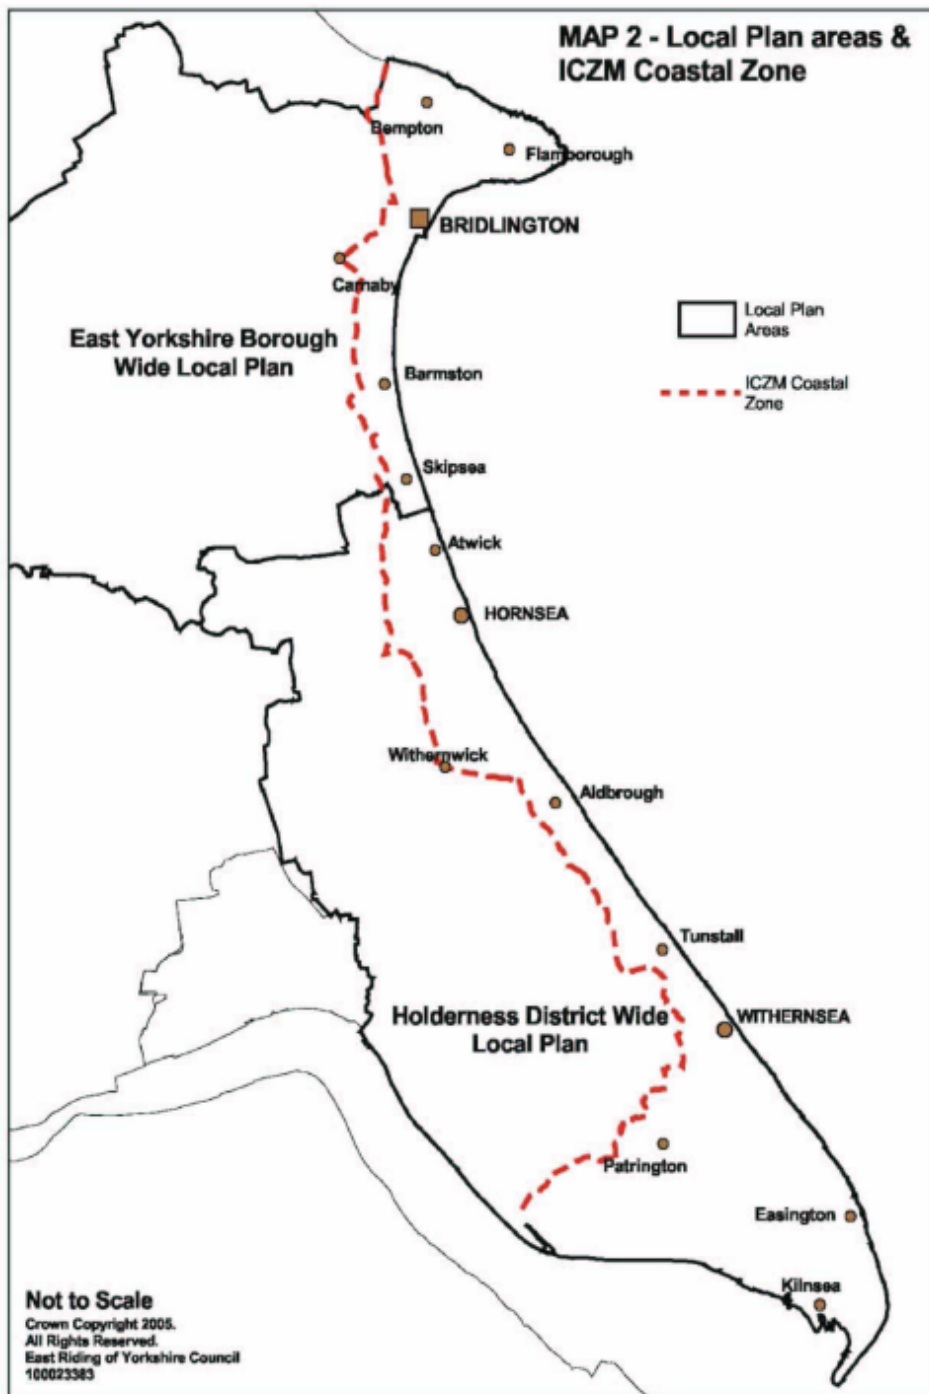 MAP 2 - Local Plan areas &
ICZM Coastal Zone
Bempton
Flamborough
BRIDLINGTON
Carnaby
Local Plan
Areas
East Yorkshire Borough
Wide Local Plan
Barmston
ICZM Coastal
Zone
Skipsea
Atwick
HORNSEA
Withernwick
Aldbrough
Tunstall
Holderness District Wide
Local Plan
WITHERNSEA
Patrington
Easington
Kilnsea
Not to Scale
Crown Copyright 2005.
All Rights Reserved.
East Riding of Yorkshire Council
100023383